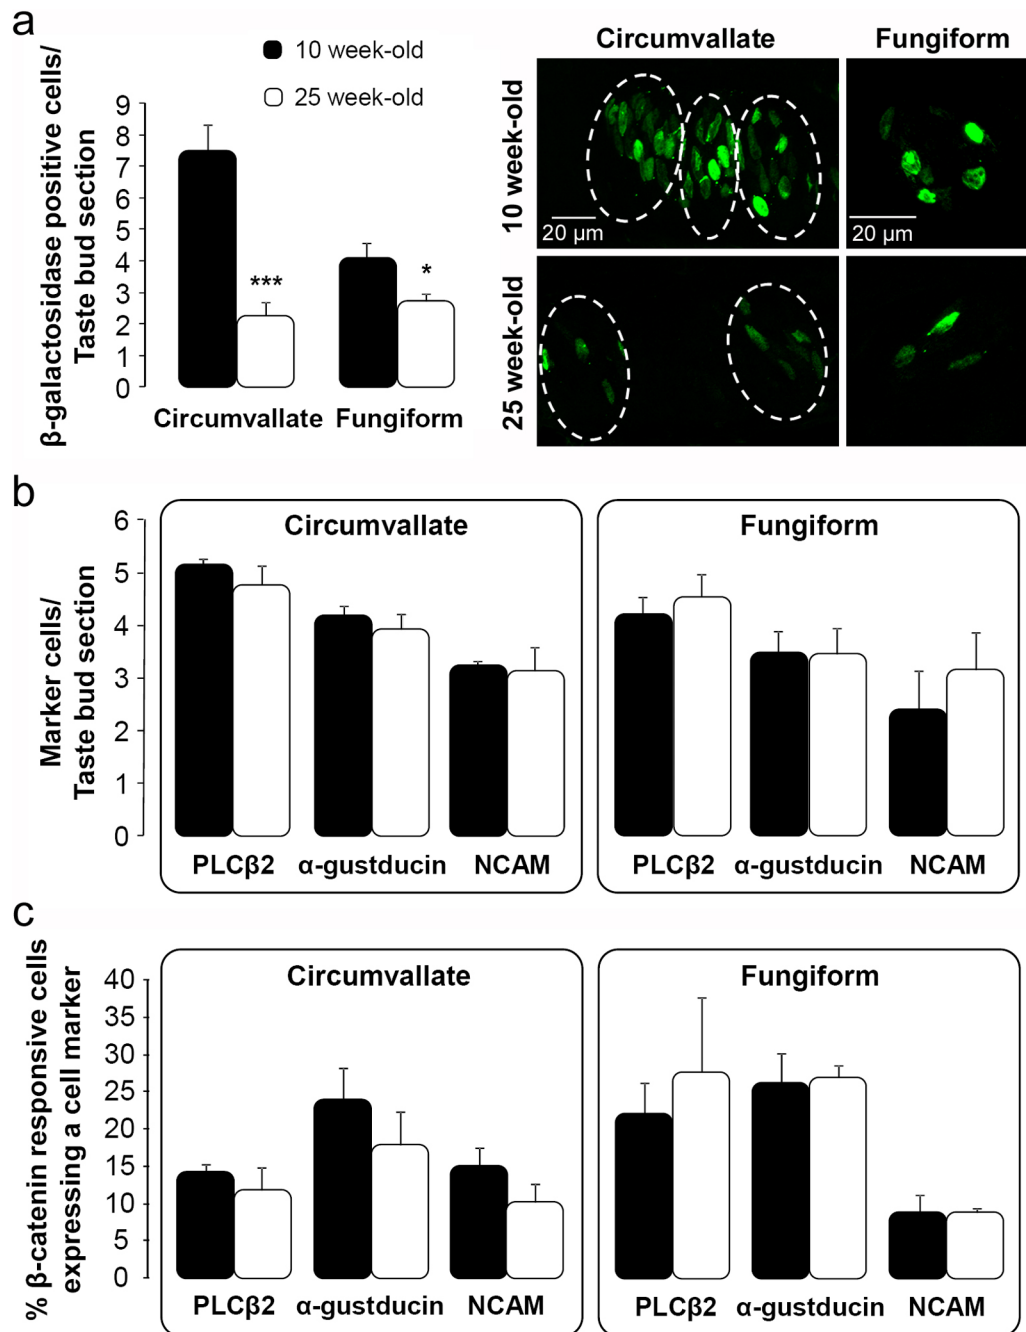 a
β-galactosidase positive cells/
Taste bud section
10 week-old
25 week-old
9
8
7
6
5
4
3
2
1
0
***
*
Circumvallate
Fungiform
Circumvallate
Fungiform
10 week-old
20 µm
20 µm
25 week-old
b
Marker cells/
Taste bud section
6
5
4
3
2
1
0
Circumvallate
PLCβ2
α-gustducin
NCAM
Fungiform
PLCβ2
α-gustducin
NCAM
c
% β-catenin responsive cells
expressing a cell marker
40
35
30
25
20
15
10
5
0
Circumvallate
PLCβ2
α-gustducin
NCAM
Fungiform
PLCβ2
α-gustducin
NCAM